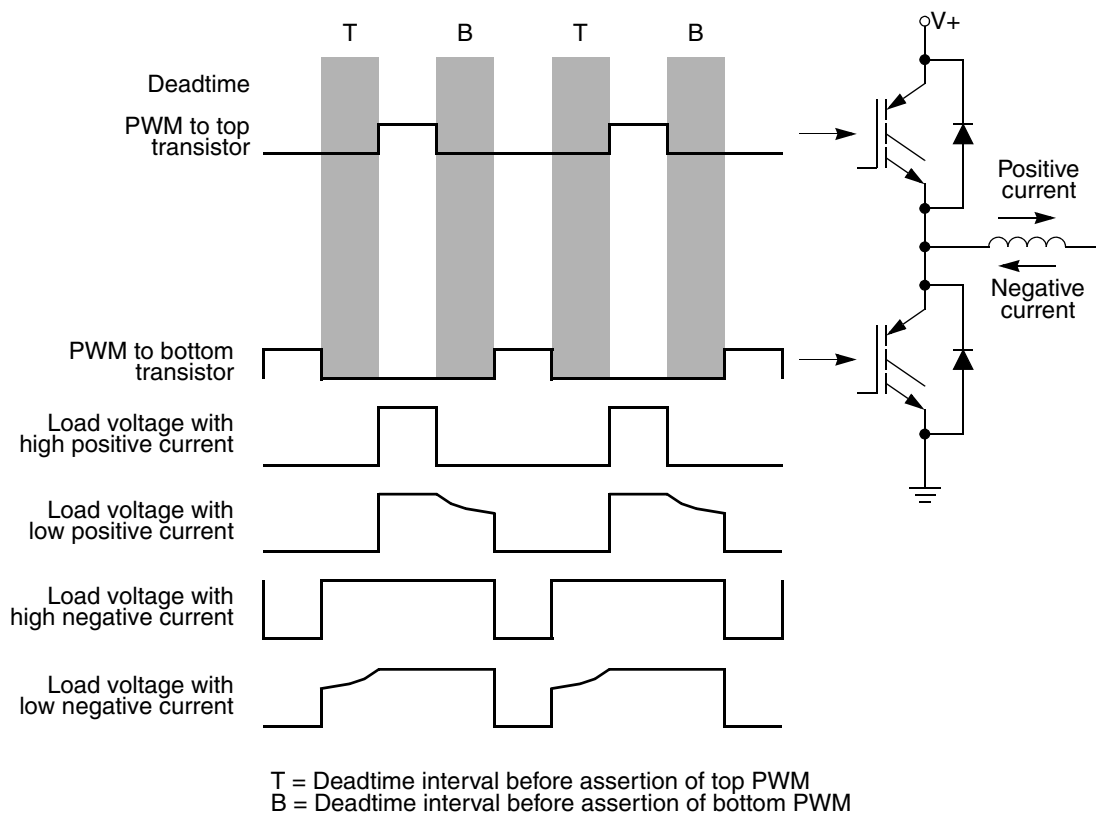 T B T B
V+
Deadtime
PWM to top
transistor
Positive
current
Negative
current
PWM to bottom
transistor
Load voltage with
high positive current
Load voltage with
low positive current
Load voltage with
high negative current
Load voltage with
low negative current
T = Deadtime interval before assertion of top PWM
B = Deadtime interval before assertion of bottom PWM